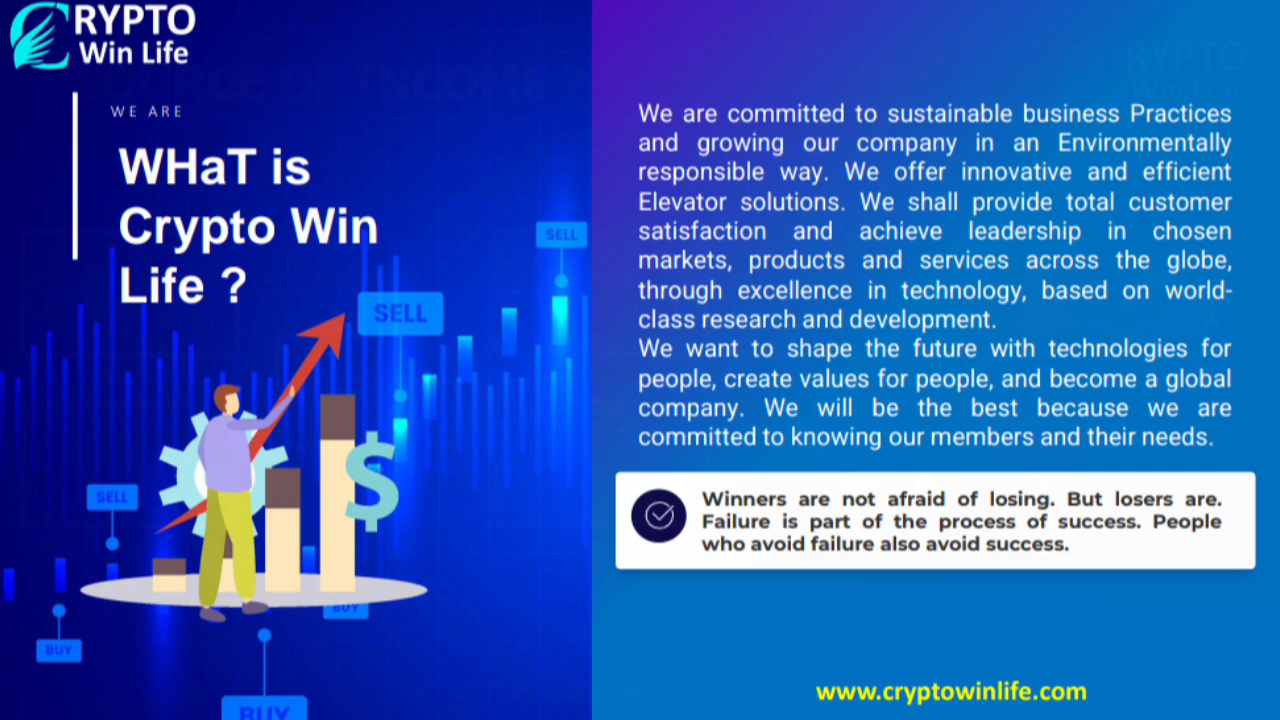 RYPTO
Win Life
WE ARE
WHaT is
Crypto Win
Life ?
SELL
SELL
SELL
BUY
BUY
BUY
We are committed to sustainable business Practices
and growing our company in an Environmentally
responsible way. We offer innovative and efficient
Elevator solutions. We shall provide total customer
satisfaction and achieve leadership in chosen
markets, products and services across the globe,
through excellence in technology, based on world-
class research and development.
We want to shape the future with technologies for
people, create values for people, and become a global
company. We will be the best because we are
committed to knowing our members and their needs.
Winners are not afraid of losing. But losers are.
Failure is part of the process of success. People
who avoid failure also avoid success.
www.cryptowinlife.com